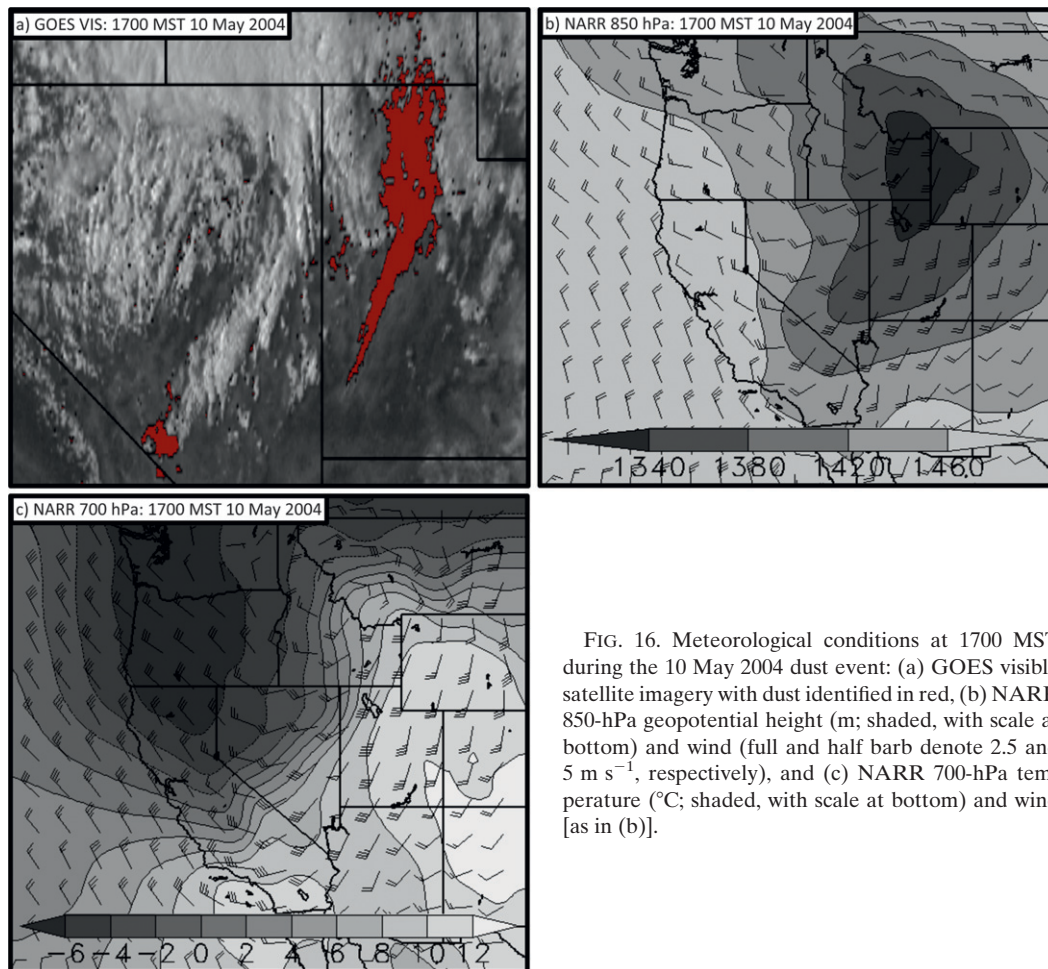 a) GOES VIS: 1700 MST 10 May 2004
b) NARR 850 hPa: 1700 MST 10 May 2004
1340 1380 1420 1460
c) NARR 700 hPa: 1700 MST 10 May 2004
-6 -4 -2 0 2 4 6 8 10 12
FIG. 16. Meteorological conditions at 1700 MST
during the 10 May 2004 dust event: (a) GOES visibl
satellite imagery with dust identified in red, (b) NARR
850-hPa geopotential height (m; shaded, with scale a
bottom) and wind (full and half barb denote 2.5 an
5 m s⁻¹, respectively), and (c) NARR 700-hPa tem
perature (°C; shaded, with scale at bottom) and win
[as in (b)].